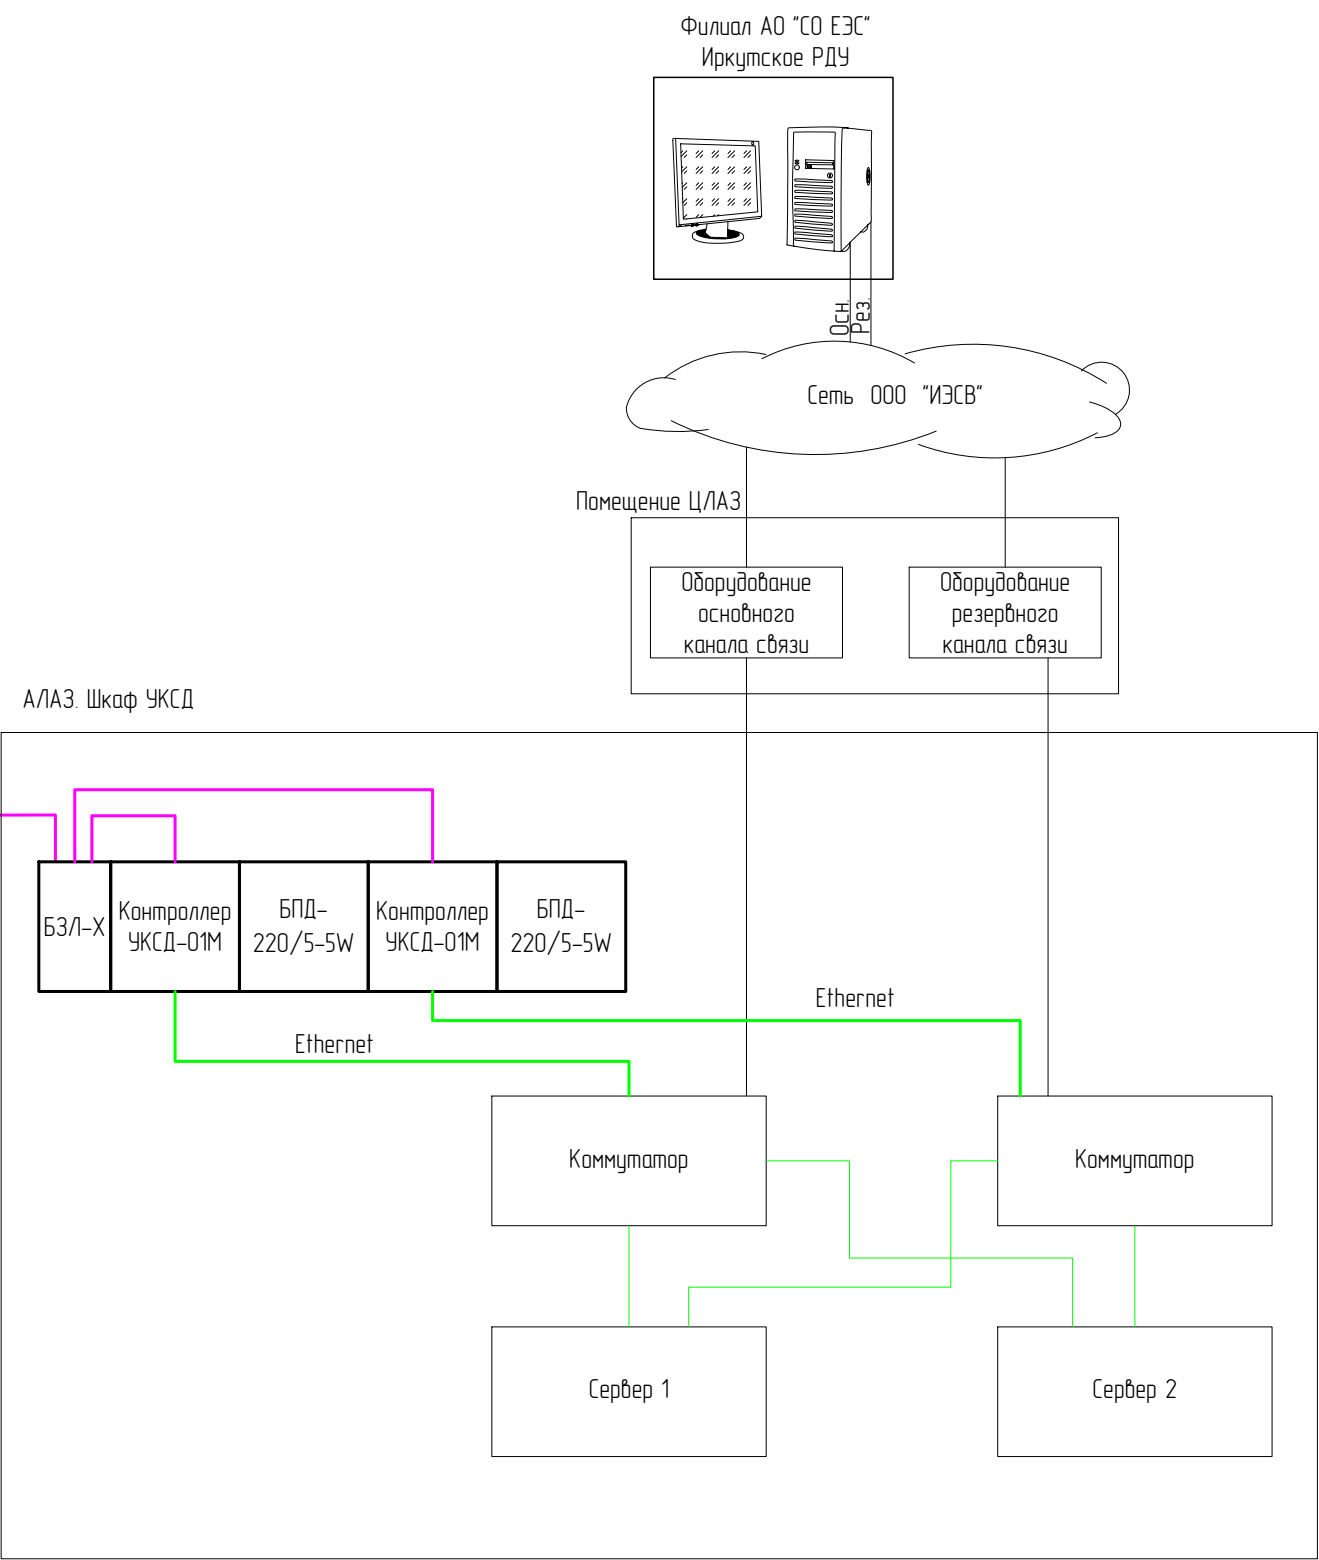 Филиал АО "СО ЕЭС"
Иркутское РДУ
Осн.
Рез.
Сеть ООО "ИЭСВ"
Помещение ЦЛАЗ
Оборудование
основного
канала связи
Оборудование
резервного
канала связи
АЛАЗ. Шкаф УКСД
БЗЛ-Х
Контроллер
УКСД-01М
БПД-
220/5-5W
Контроллер
УКСД-01М
БПД-
220/5-5W
Ethernet
Ethernet
Коммутатор
Коммутатор
Сервер 1
Сервер 2